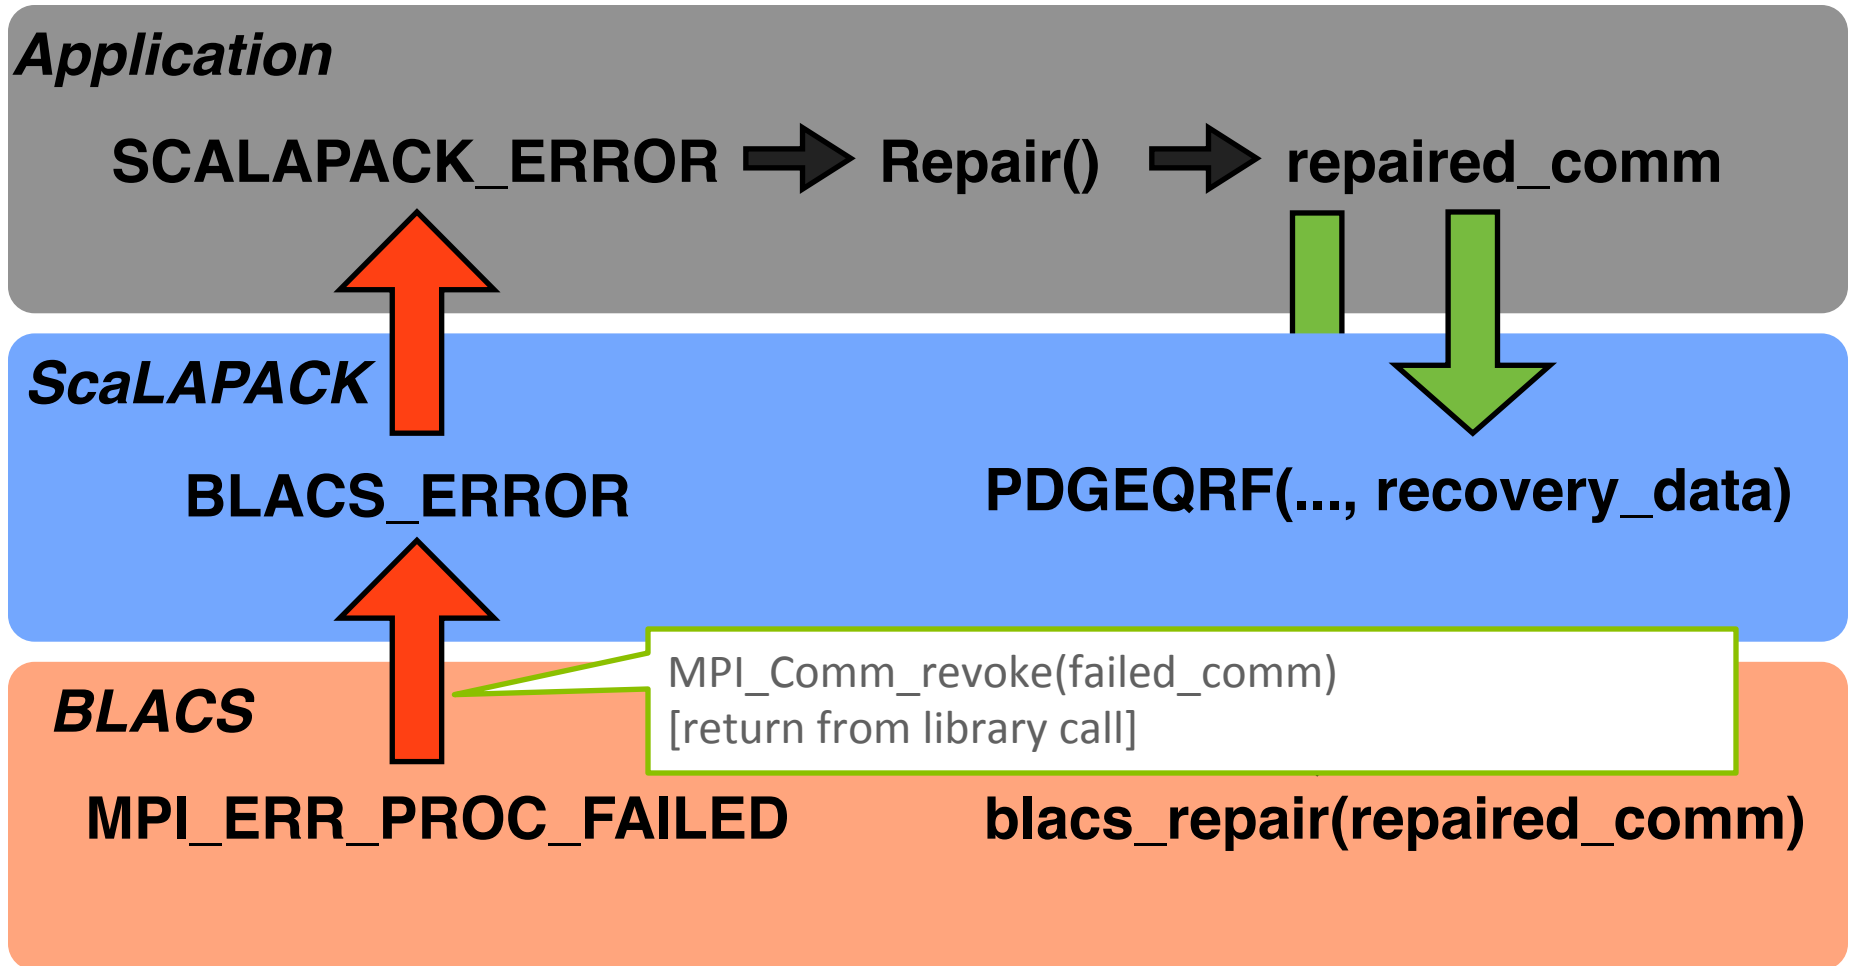 Application
SCALAPACK_ERROR Repair() repaired_comm
ScaLAPACK
BLACS_ERROR PDGEQRF(..., recovery_data)
MPI_Comm_revoke(failed_comm)
[return from library call]
BLACS
MPI_ERR_PROC_FAILED blacs_repair(repaired_comm)